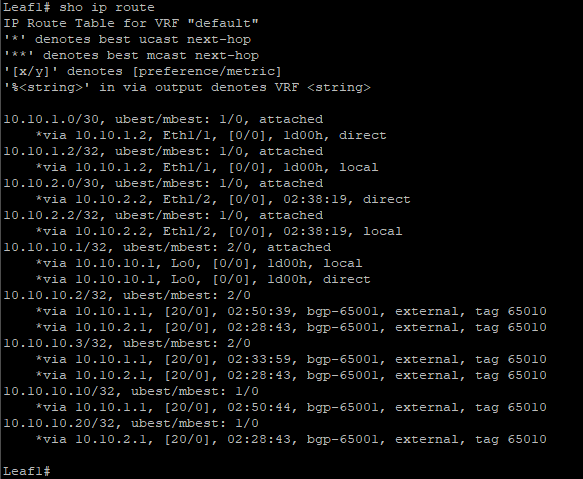 Leaf1# sho ip route
IP Route Table for VRF "default"
'*' denotes best ucast next-hop
'**' denotes best mcast next-hop
'[x/y]' denotes [preference/metric]
'%<string>' in via output denotes VRF <string>

10.10.1.0/30, ubest/mbest: 1/0, attached
    *via 10.10.1.2, Eth1/1, [0/0], 1d00h, direct
10.10.1.2/32, ubest/mbest: 1/0, attached
    *via 10.10.1.2, Eth1/1, [0/0], 1d00h, local
10.10.2.0/30, ubest/mbest: 1/0, attached
    *via 10.10.2.2, Eth1/2, [0/0], 02:38:19, direct
10.10.2.2/32, ubest/mbest: 1/0, attached
    *via 10.10.2.2, Eth1/2, [0/0], 02:38:19, local
10.10.10.1/32, ubest/mbest: 2/0, attached
    *via 10.10.10.1, Lo0, [0/0], 1d00h, local
    *via 10.10.10.1, Lo0, [0/0], 1d00h, direct
10.10.10.2/32, ubest/mbest: 2/0
    *via 10.10.1.1, [20/0], 02:50:39, bgp-65001, external, tag 65010
    *via 10.10.2.1, [20/0], 02:28:43, bgp-65001, external, tag 65010
10.10.10.3/32, ubest/mbest: 2/0
    *via 10.10.1.1, [20/0], 02:33:59, bgp-65001, external, tag 65010
    *via 10.10.2.1, [20/0], 02:28:43, bgp-65001, external, tag 65010
10.10.10.10/32, ubest/mbest: 1/0
    *via 10.10.1.1, [20/0], 02:50:44, bgp-65001, external, tag 65010
10.10.10.20/32, ubest/mbest: 1/0
    *via 10.10.2.1, [20/0], 02:28:43, bgp-65001, external, tag 65010

Leaf1#